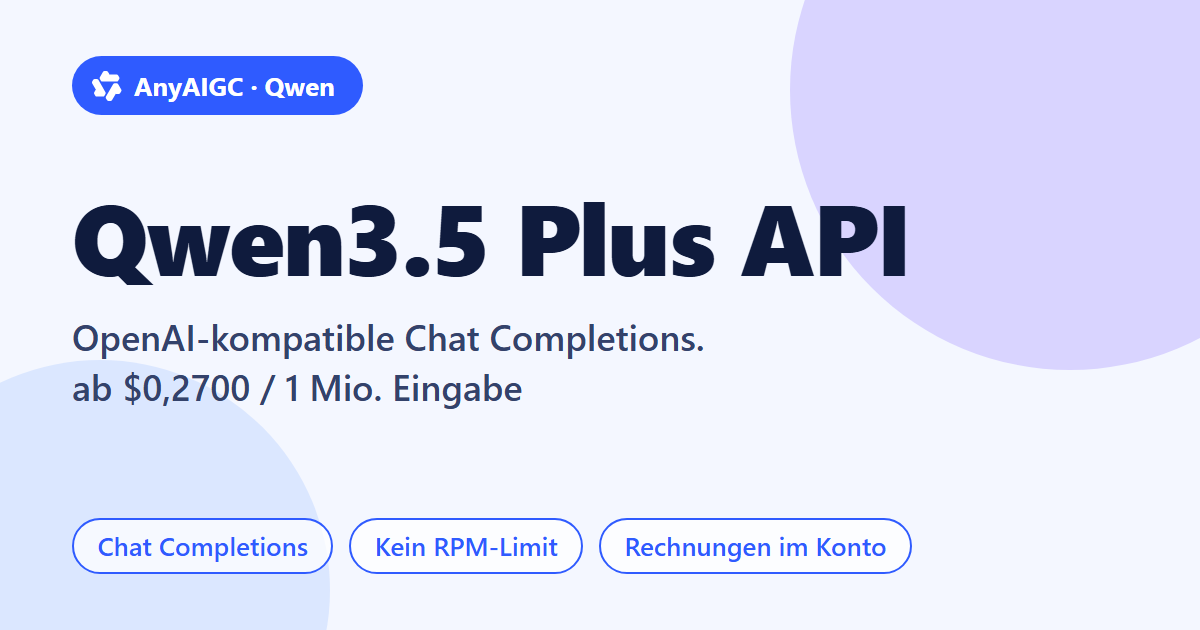 AnyAIGC · Qwen
Qwen3.5 Plus API
OpenAI-kompatible Chat Completions.
ab $0,2700 / 1 Mio. Eingabe
Chat Completions
Kein RPM-Limit
Rechnungen im Konto